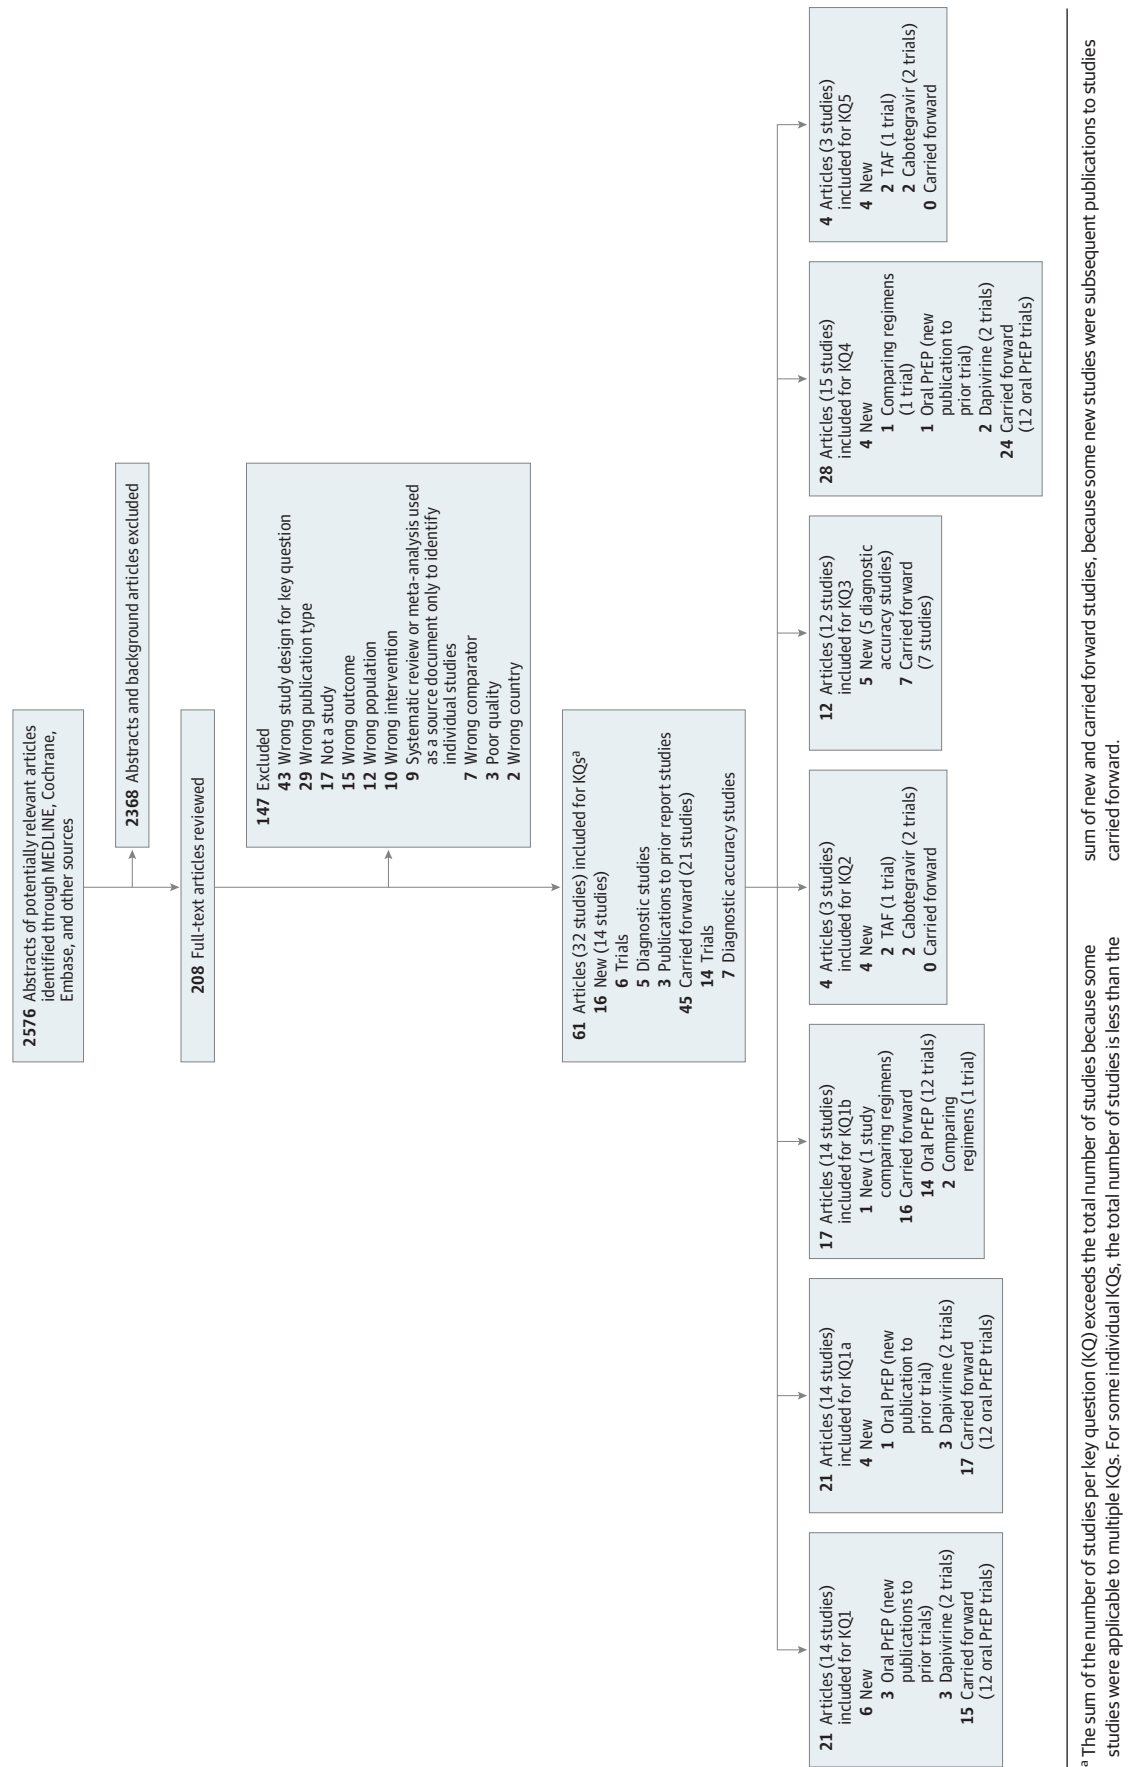 2576 Abstracts of potentially relevant articles
identified through MEDLINE, Cochrane,
Embase, and other sources
2368 Abstracts and background articles excluded
208 Full-text articles reviewed
147 Excluded
43 Wrong study design for key question
29 Wrong publication type
17 Not a study
15 Wrong outcome
12 Wrong population
10 Wrong intervention
9 Systematic review or meta-analysis used
as a source document only to identify
individual studies
7 Wrong comparator
3 Poor quality
2 Wrong country
61 Articles (32 studies) included for KQsa
16 New (14 studies)
6 Trials
5 Diagnostic studies
3 Publications to prior report studies
45 Carried forward (21 studies)
14 Trials
7 Diagnostic accuracy studies
21 Articles (14 studies)
included for KQ1
6 New
3 Oral PrEP (new
publications to
prior trials)
3 Dapivirine (2 trials)
15 Carried forward
(12 oral PrEP trials)
21 Articles (14 studies)
included for KQ1a
4 New
1 Oral PrEP (new
publication to
prior trial)
3 Dapivirine (2 trials)
17 Carried forward
(12 oral PrEP trials)
17 Articles (14 studies)
included for KQ1b
1 New (1 study
comparing regimens)
16 Carried forward
14 Oral PrEP (12 trials)
2 Comparing
regimens (1 trial)
4 Articles (3 studies)
included for KQ2
4 New
2 TAF (1 trial)
2 Cabotegravir (2 trials)
0 Carried forward
12 Articles (12 studies)
included for KQ3
5 New (5 diagnostic
accuracy studies)
7 Carried forward
(7 studies)
28 Articles (15 studies)
included for KQ4
4 New
1 Comparing regimens
(1 trial)
1 Oral PrEP (new
publication to
prior trial)
2 Dapivirine (2 trials)
24 Carried forward
(12 oral PrEP trials)
4 Articles (3 studies)
included for KQ5
4 New
2 TAF (1 trial)
2 Cabotegravir (2 trials)
0 Carried forward
a The sum of the number of studies per key question (KQ) exceeds the total number of studies because some
studies were applicable to multiple KQs. For some individual KQs, the total number of studies is less than the
sum of new and carried forward studies, because some new studies were subsequent publications to studies
carried forward.